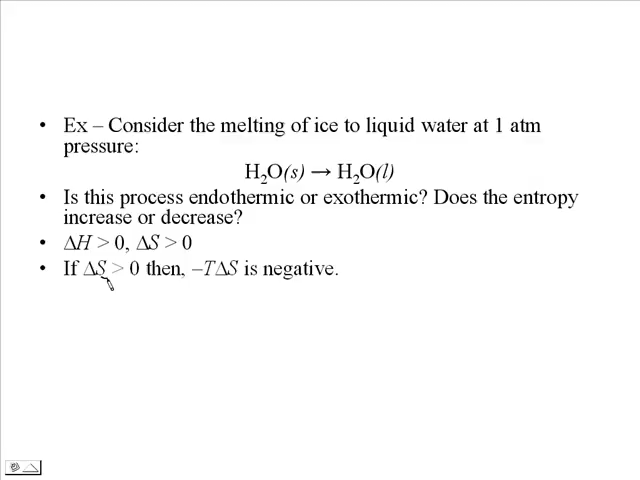 • Ex – Consider the melting of ice to liquid water at 1 atm
pressure:
H₂O(s) → H₂O(l)
• Is this process endothermic or exothermic? Does the entropy
increase or decrease?
• ΔH > 0, ΔS > 0
• If ΔS > 0 then, –TΔS is negative.